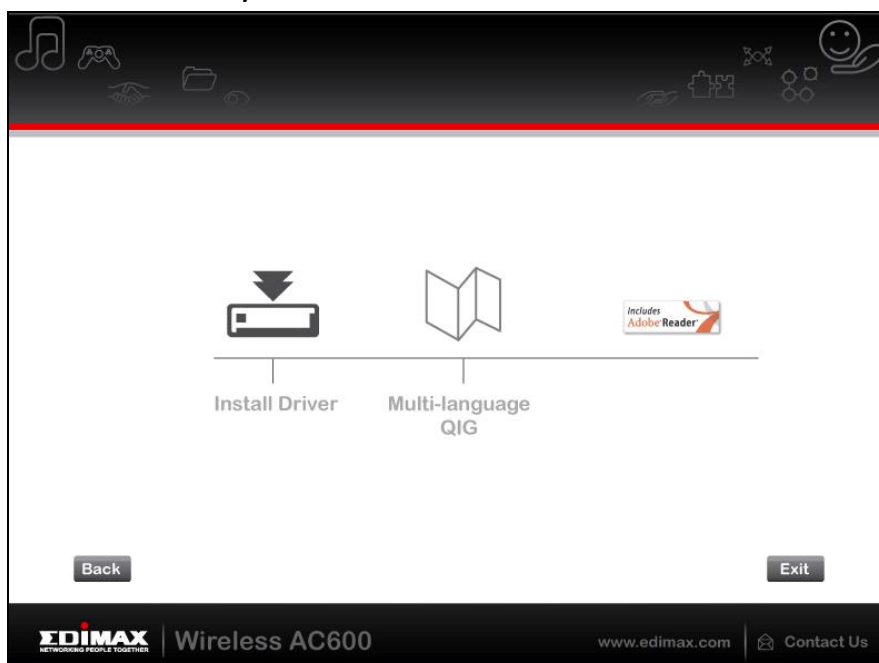 Includes
Adobe® Reader®
Install Driver
Multi-language
QIG
Back
Exit
EDIMAX
NETWORKING PEOPLE TOGETHER
Wireless AC600
www.edimax.com
Contact Us